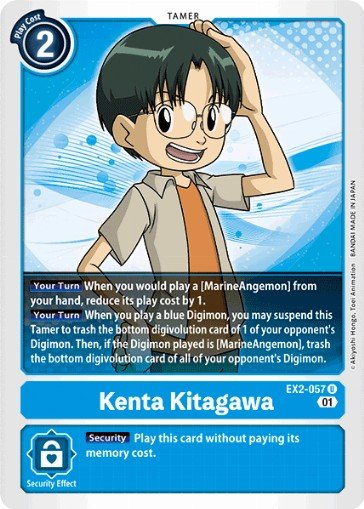 TAMER
Play Cost
2
Your Turn When you would play a [MarineAngemon] from
your hand, reduce its play cost by 1.
Your Turn When you play a blue Digimon, you may suspend this
Tamer to trash the bottom digivolution card of 1 of your opponent's
Digimon. Then, if the Digimon played is [MarineAngemon], trash
the bottom digivolution card of all of your opponent's Digimon.
©Akiyoshi Hongo, Toei Animation BANDAI MADE IN JAPAN
EX2-057 U
Kenta Kitagawa
01
Security Play this card without paying its
memory cost.
Security Effect